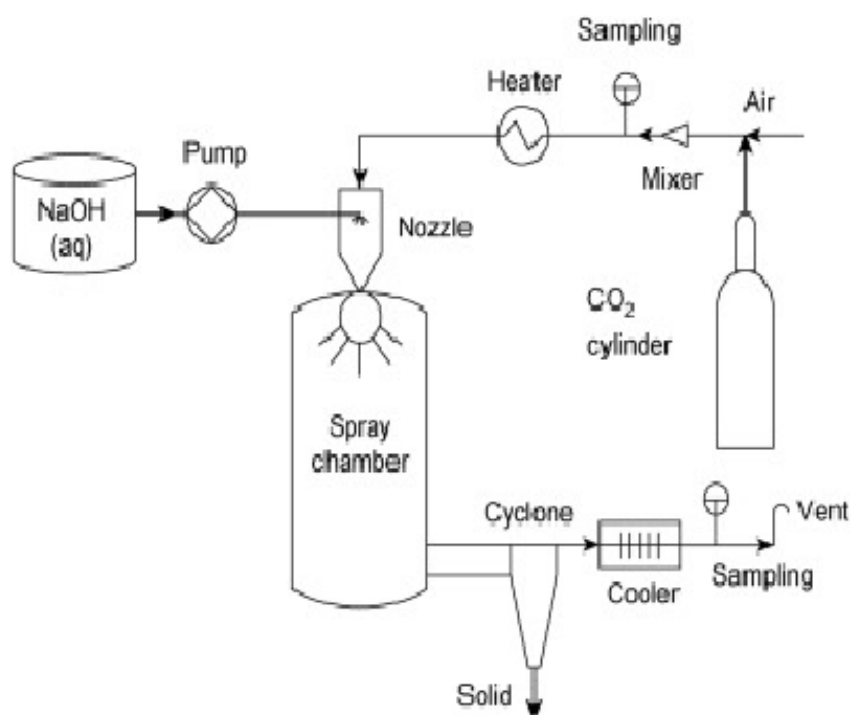 Sampling
Heater
Air
Pump
Mixer
NaOH
(aq)
Nozzle
CO₂
cylinder
Spray
chamber
Cyclone
Vent
Cooler
Sampling
Solid